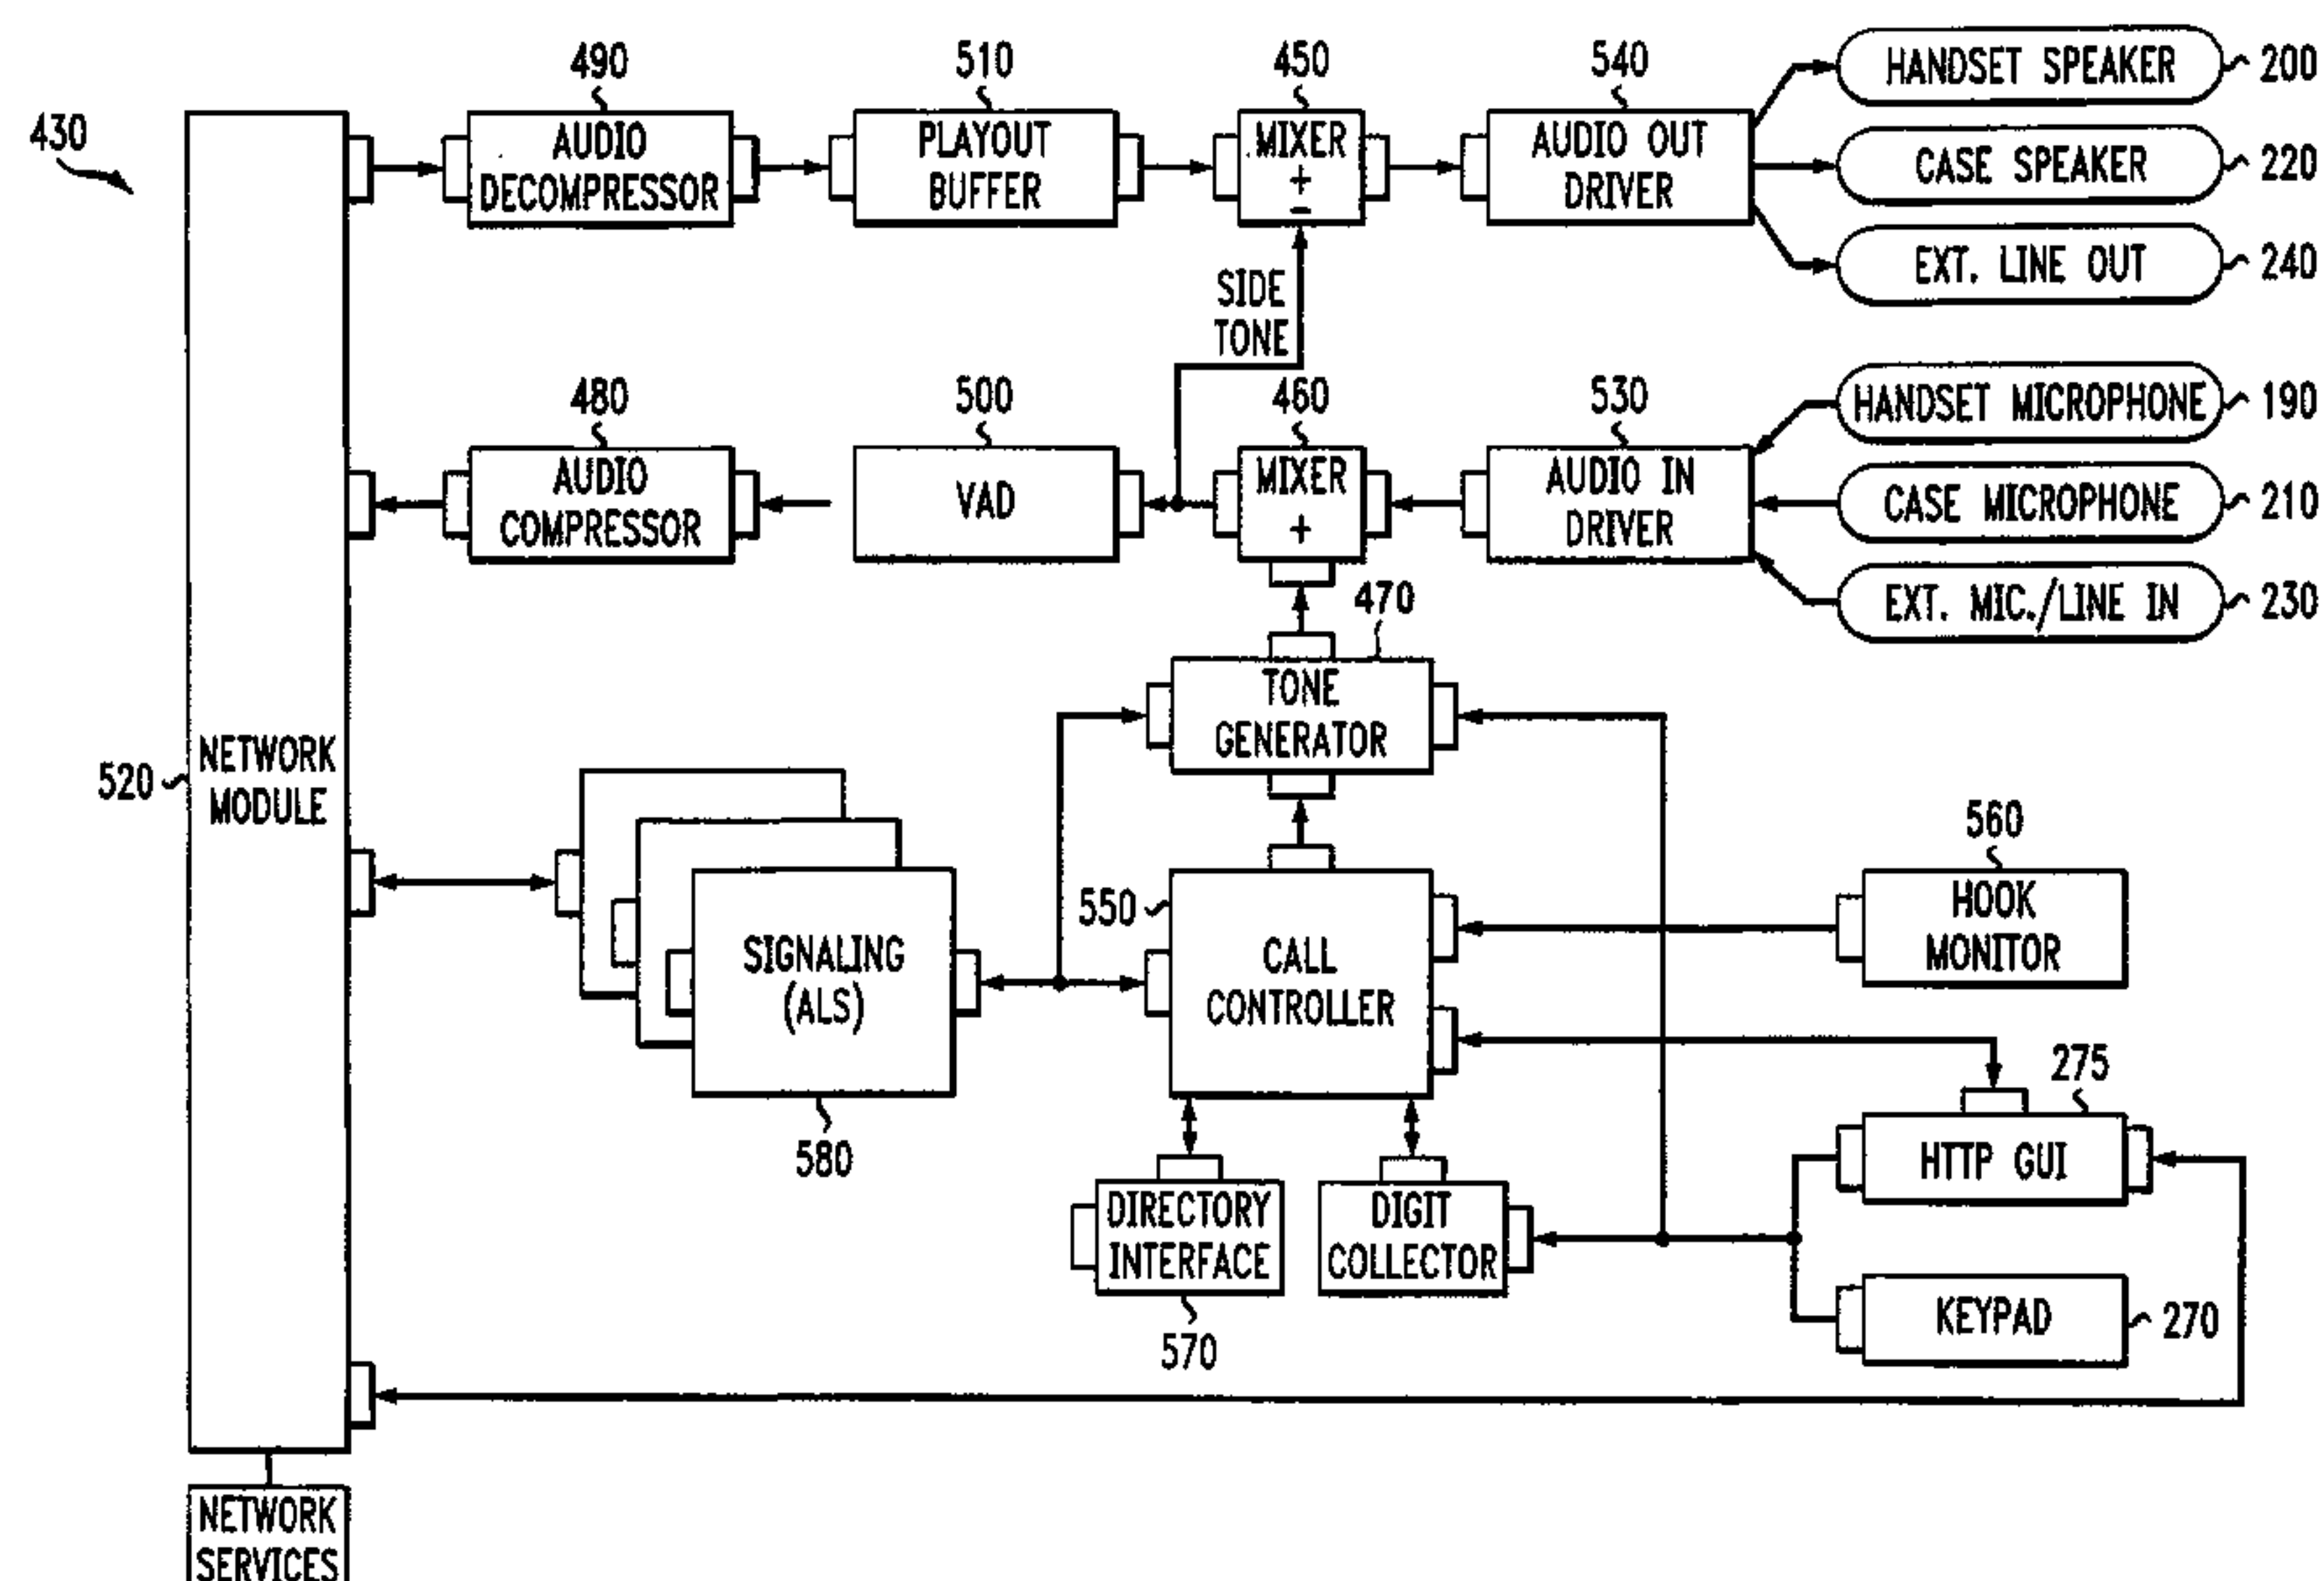 490
510
450
540
HANDSET SPEAKER
200
430
AUDIO
DECOMPRESSOR
PLAYOUT
BUFFER
MIXER
+
-
AUDIO OUT
DRIVER
CASE SPEAKER
220
EXT. LINE OUT
240
SIDE
TONE
480
500
460
530
HANDSET MICROPHONE
190
AUDIO
COMPRESSOR
VAD
MIXER
+
AUDIO IN
DRIVER
CASE MICROPHONE
210
EXT. MIC./LINE IN
230
470
TONE
GENERATOR
520
NETWORK
MODULE
560
HOOK
MONITOR
550
CALL
CONTROLLER
SIGNALING
(ALS)
580
275
HTTP GUI
DIRECTORY
INTERFACE
570
DIGIT
COLLECTOR
KEYPAD
270
NETWORK
SERVICES